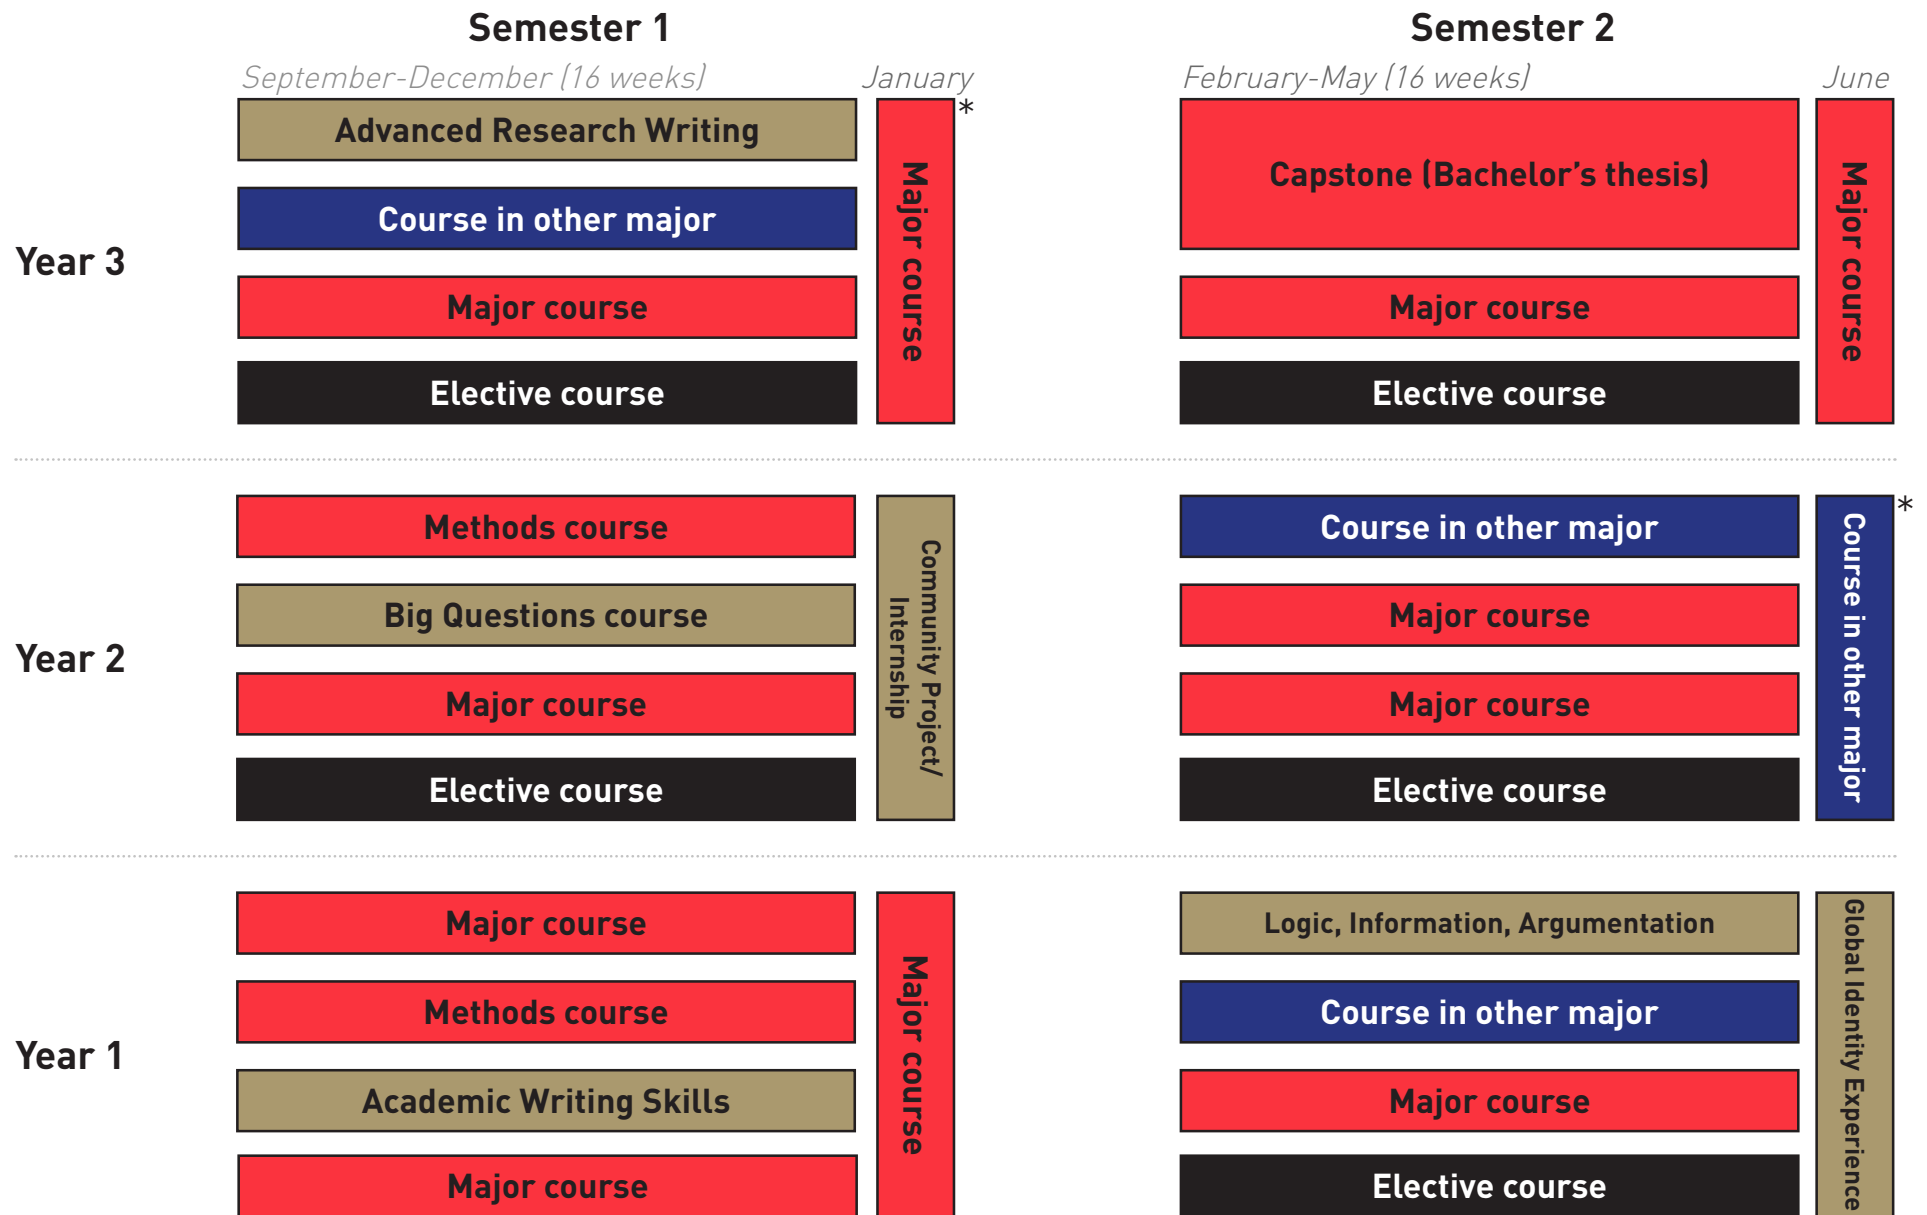 Semester 1
Semester 2
September-December (16 weeks)
January
February-May (16 weeks)
June
Year 3
Advanced Research Writing
Course in other major
Major course
Elective course
Major course
*
Capstone (Bachelor's thesis)
Major course
Elective course
Major course
Year 2
Methods course
Big Questions course
Major course
Elective course
Community Project/
Internship
Course in other major
Major course
Major course
Elective course
Course in other major
*
Year 1
Major course
Methods course
Academic Writing Skills
Major course
Major course
Logic, Information, Argumentation
Course in other major
Major course
Elective course
Global Identity Experience